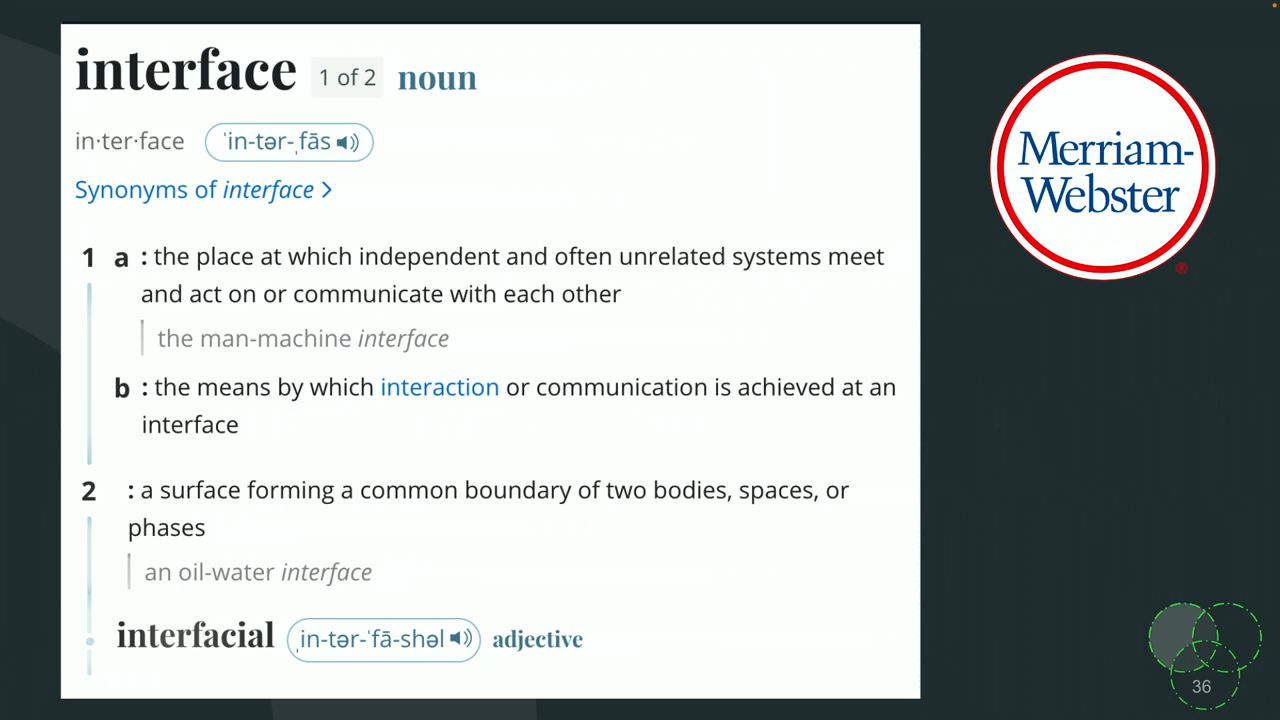 interface 1 of 2 noun
in·ter·face ˈin-tər-ˌfās
Synonyms of interface
1 a : the place at which independent and often unrelated systems meet
and act on or communicate with each other
the man-machine interface
b : the means by which interaction or communication is achieved at an
interface
2 : a surface forming a common boundary of two bodies, spaces, or
phases
an oil-water interface
interfacial ˌin-tər-ˈfā-shəl adjective
Merriam-
Webster
®
36